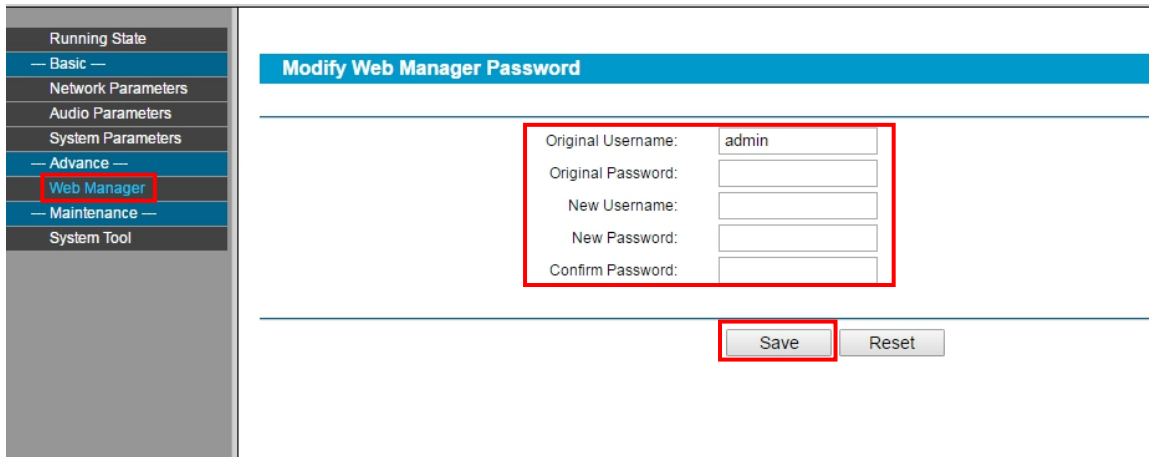 Running State
— Basic —
Network Parameters
Audio Parameters
System Parameters
— Advance —
Web Manager
— Maintenance —
System Tool
Modify Web Manager Password
Original Username: admin
Original Password:
New Username:
New Password:
Confirm Password:
Save Reset